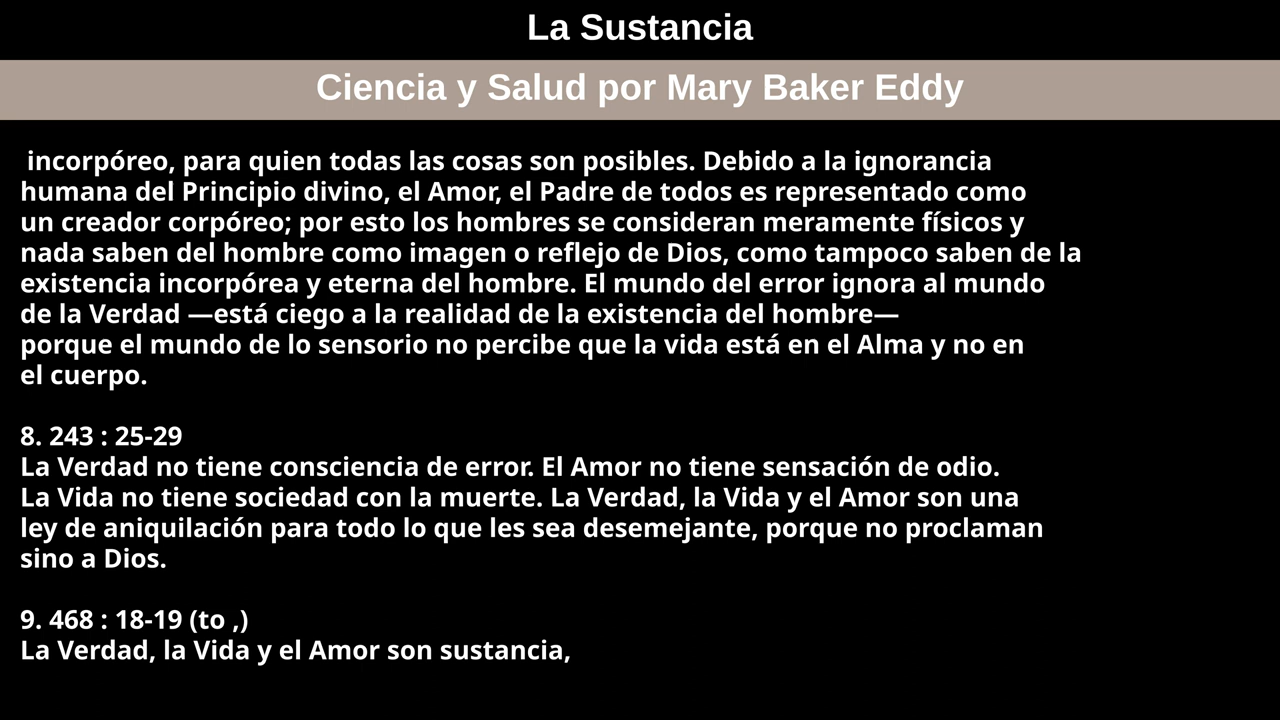 La Sustancia
Ciencia y Salud por Mary Baker Eddy
incorpóreo, para quien todas las cosas son posibles. Debido a la ignorancia
humana del Principio divino, el Amor, el Padre de todos es representado como
un creador corpóreo; por esto los hombres se consideran meramente físicos y
nada saben del hombre como imagen o reflejo de Dios, como tampoco saben de la
existencia incorpórea y eterna del hombre. El mundo del error ignora al mundo
de la Verdad —está ciego a la realidad de la existencia del hombre—
porque el mundo de lo sensorio no percibe que la vida está en el Alma y no en
el cuerpo.
8. 243 : 25-29
La Verdad no tiene consciencia de error. El Amor no tiene sensación de odio.
La Vida no tiene sociedad con la muerte. La Verdad, la Vida y el Amor son una
ley de aniquilación para todo lo que les sea desemejante, porque no proclaman
sino a Dios.
9. 468 : 18-19 (to ,)
La Verdad, la Vida y el Amor son sustancia,